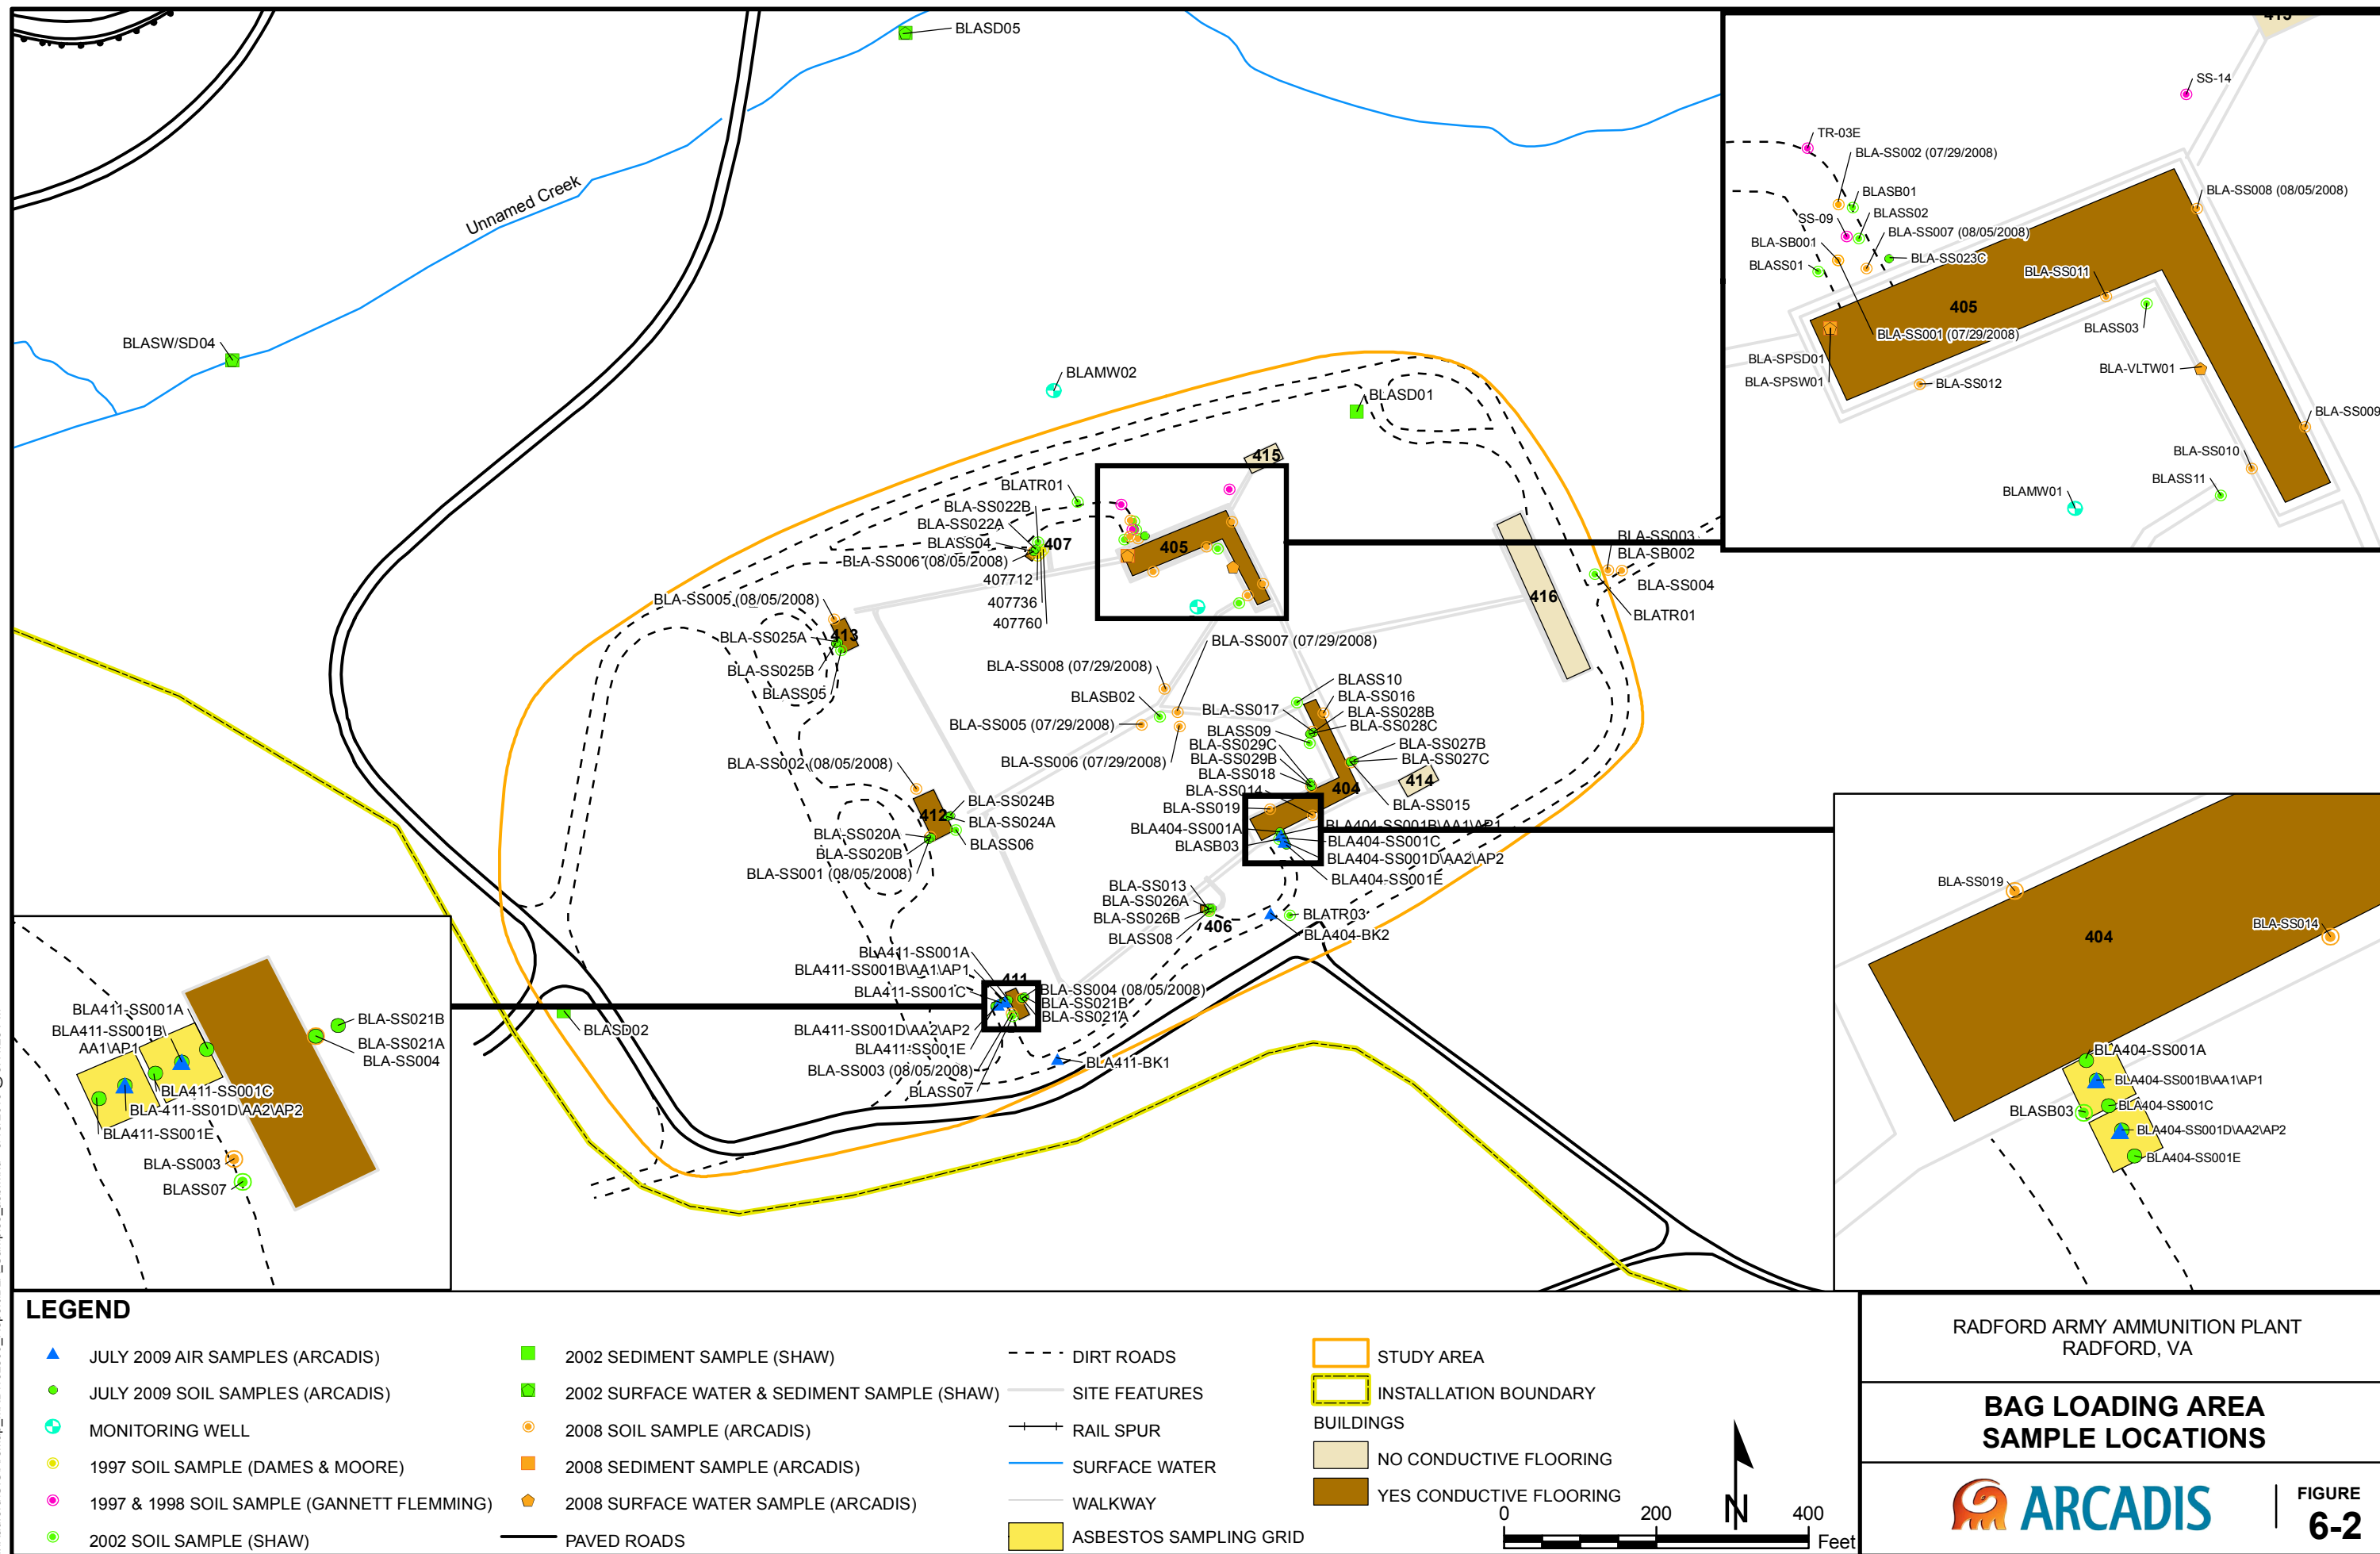 BLASD05
Unnamed Creek
BLASW/SD04
BLAMW02
BLASD01
415
BLATR01
BLA-SS022B
BLA-SS022A
BLASS04
407
BLA-SS006 (08/05/2008)
407712
407736
407760
405
416
BLA-SS003
BLA-SB002
BLA-SS004
BLATR01
BLA-SS005 (08/05/2008)
413
BLA-SS025A
BLA-SS025B
BLASS05
BLA-SS007 (07/29/2008)
BLA-SS008 (07/29/2008)
BLASB02
BLA-SS005 (07/29/2008)
BLA-SS006 (07/29/2008)
BLASS10
BLA-SS016
BLA-SS017
BLA-SS028B
BLA-SS028C
BLASS09
BLA-SS029C
BLA-SS029B
BLA-SS018
BLA-SS014
BLA-SS027B
BLA-SS027C
414
404
BLA-SS015
BLA-SS019
BLA404-SS001A
BLA404-SS001B\AA1\AP1
BLASB03
BLA404-SS001C
BLA404-SS001D\AA2\AP2
BLA404-SS001E
BLA-SS002 (08/05/2008)
BLA-SS024B
412
BLA-SS024A
BLA-SS020A
BLASS06
BLA-SS020B
BLA-SS001 (08/05/2008)
BLA-SS013
BLA-SS026A
BLA-SS026B
406
BLASS08
BLATR03
BLA404-BK2
BLA411-SS001A
BLA411-SS001B\AA1\AP1
411
BLA411-SS001C
BLA-SS004 (08/05/2008)
BLA-SS021B
BLA-SS021A
BLASD02
BLA411-SS001D\AA2\AP2
BLA411-SS001E
BLA-SS003 (08/05/2008)
BLASS07
BLA411-BK1
415
SS-14
TR-03E
BLA-SS002 (07/29/2008)
BLASB01
BLA-SS008 (08/05/2008)
SS-09
BLASS02
BLA-SB001
BLA-SS007 (08/05/2008)
BLASS01
BLA-SS023C
BLA-SS011
405
BLA-SS001 (07/29/2008)
BLASS03
BLA-SPSD01
BLA-SPSW01
BLA-VLTW01
BLA-SS012
BLA-SS009
BLA-SS010
BLASS11
BLAMW01
BLA411-SS001A
BLA411-SS001B\
AA1\AP1
BLA-SS021B
BLA-SS021A
BLA-SS004
BLA411-SS001C
BLA-411-SS01D\AA2\AP2
BLA411-SS001E
BLA-SS003
BLASS07
BLA-SS019
BLA-SS014
404
BLA404-SS001A
BLA404-SS001B\AA1\AP1
BLASB03
BLA404-SS001C
BLA404-SS001D\AA2\AP2
BLA404-SS001E
LEGEND
JULY 2009 AIR SAMPLES (ARCADIS)
JULY 2009 SOIL SAMPLES (ARCADIS)
MONITORING WELL
1997 SOIL SAMPLE (DAMES & MOORE)
1997 & 1998 SOIL SAMPLE (GANNETT FLEMMING)
2002 SOIL SAMPLE (SHAW)
2002 SEDIMENT SAMPLE (SHAW)
2002 SURFACE WATER & SEDIMENT SAMPLE (SHAW)
2008 SOIL SAMPLE (ARCADIS)
2008 SEDIMENT SAMPLE (ARCADIS)
2008 SURFACE WATER SAMPLE (ARCADIS)
PAVED ROADS
DIRT ROADS
SITE FEATURES
RAIL SPUR
SURFACE WATER
WALKWAY
ASBESTOS SAMPLING GRID
STUDY AREA
INSTALLATION BOUNDARY
BUILDINGS
NO CONDUCTIVE FLOORING
YES CONDUCTIVE FLOORING
N
0 200 400
Feet
RADFORD ARMY AMMUNITION PLANT
RADFORD, VA
BAG LOADING AREA
SAMPLE LOCATIONS
ARCADIS
FIGURE
6-2